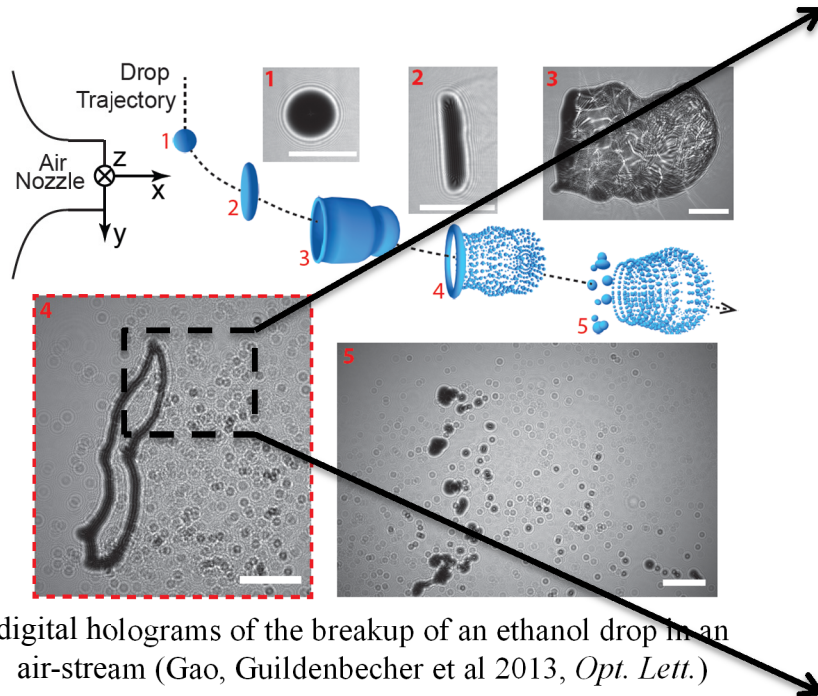 Drop
Trajectory
1
Air
Nozzle
z
x
y
2
3
4
5
1
2
3
4
5
digital holograms of the breakup of an ethanol drop in an
air-stream (Gao, Guildenbecher et al 2013, Opt. Lett.)